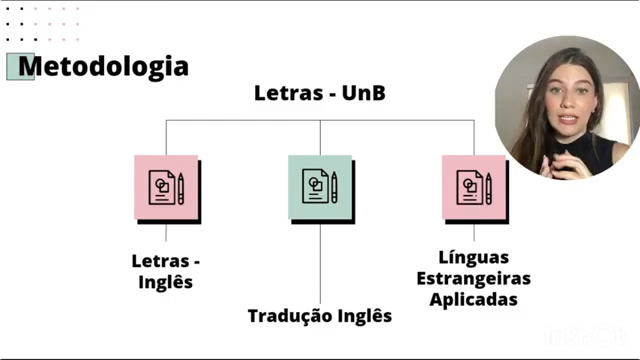 Metodologia
Letras - UnB
Letras -
Inglês
Tradução Inglês
Línguas
Estrangeiras
Aplicadas